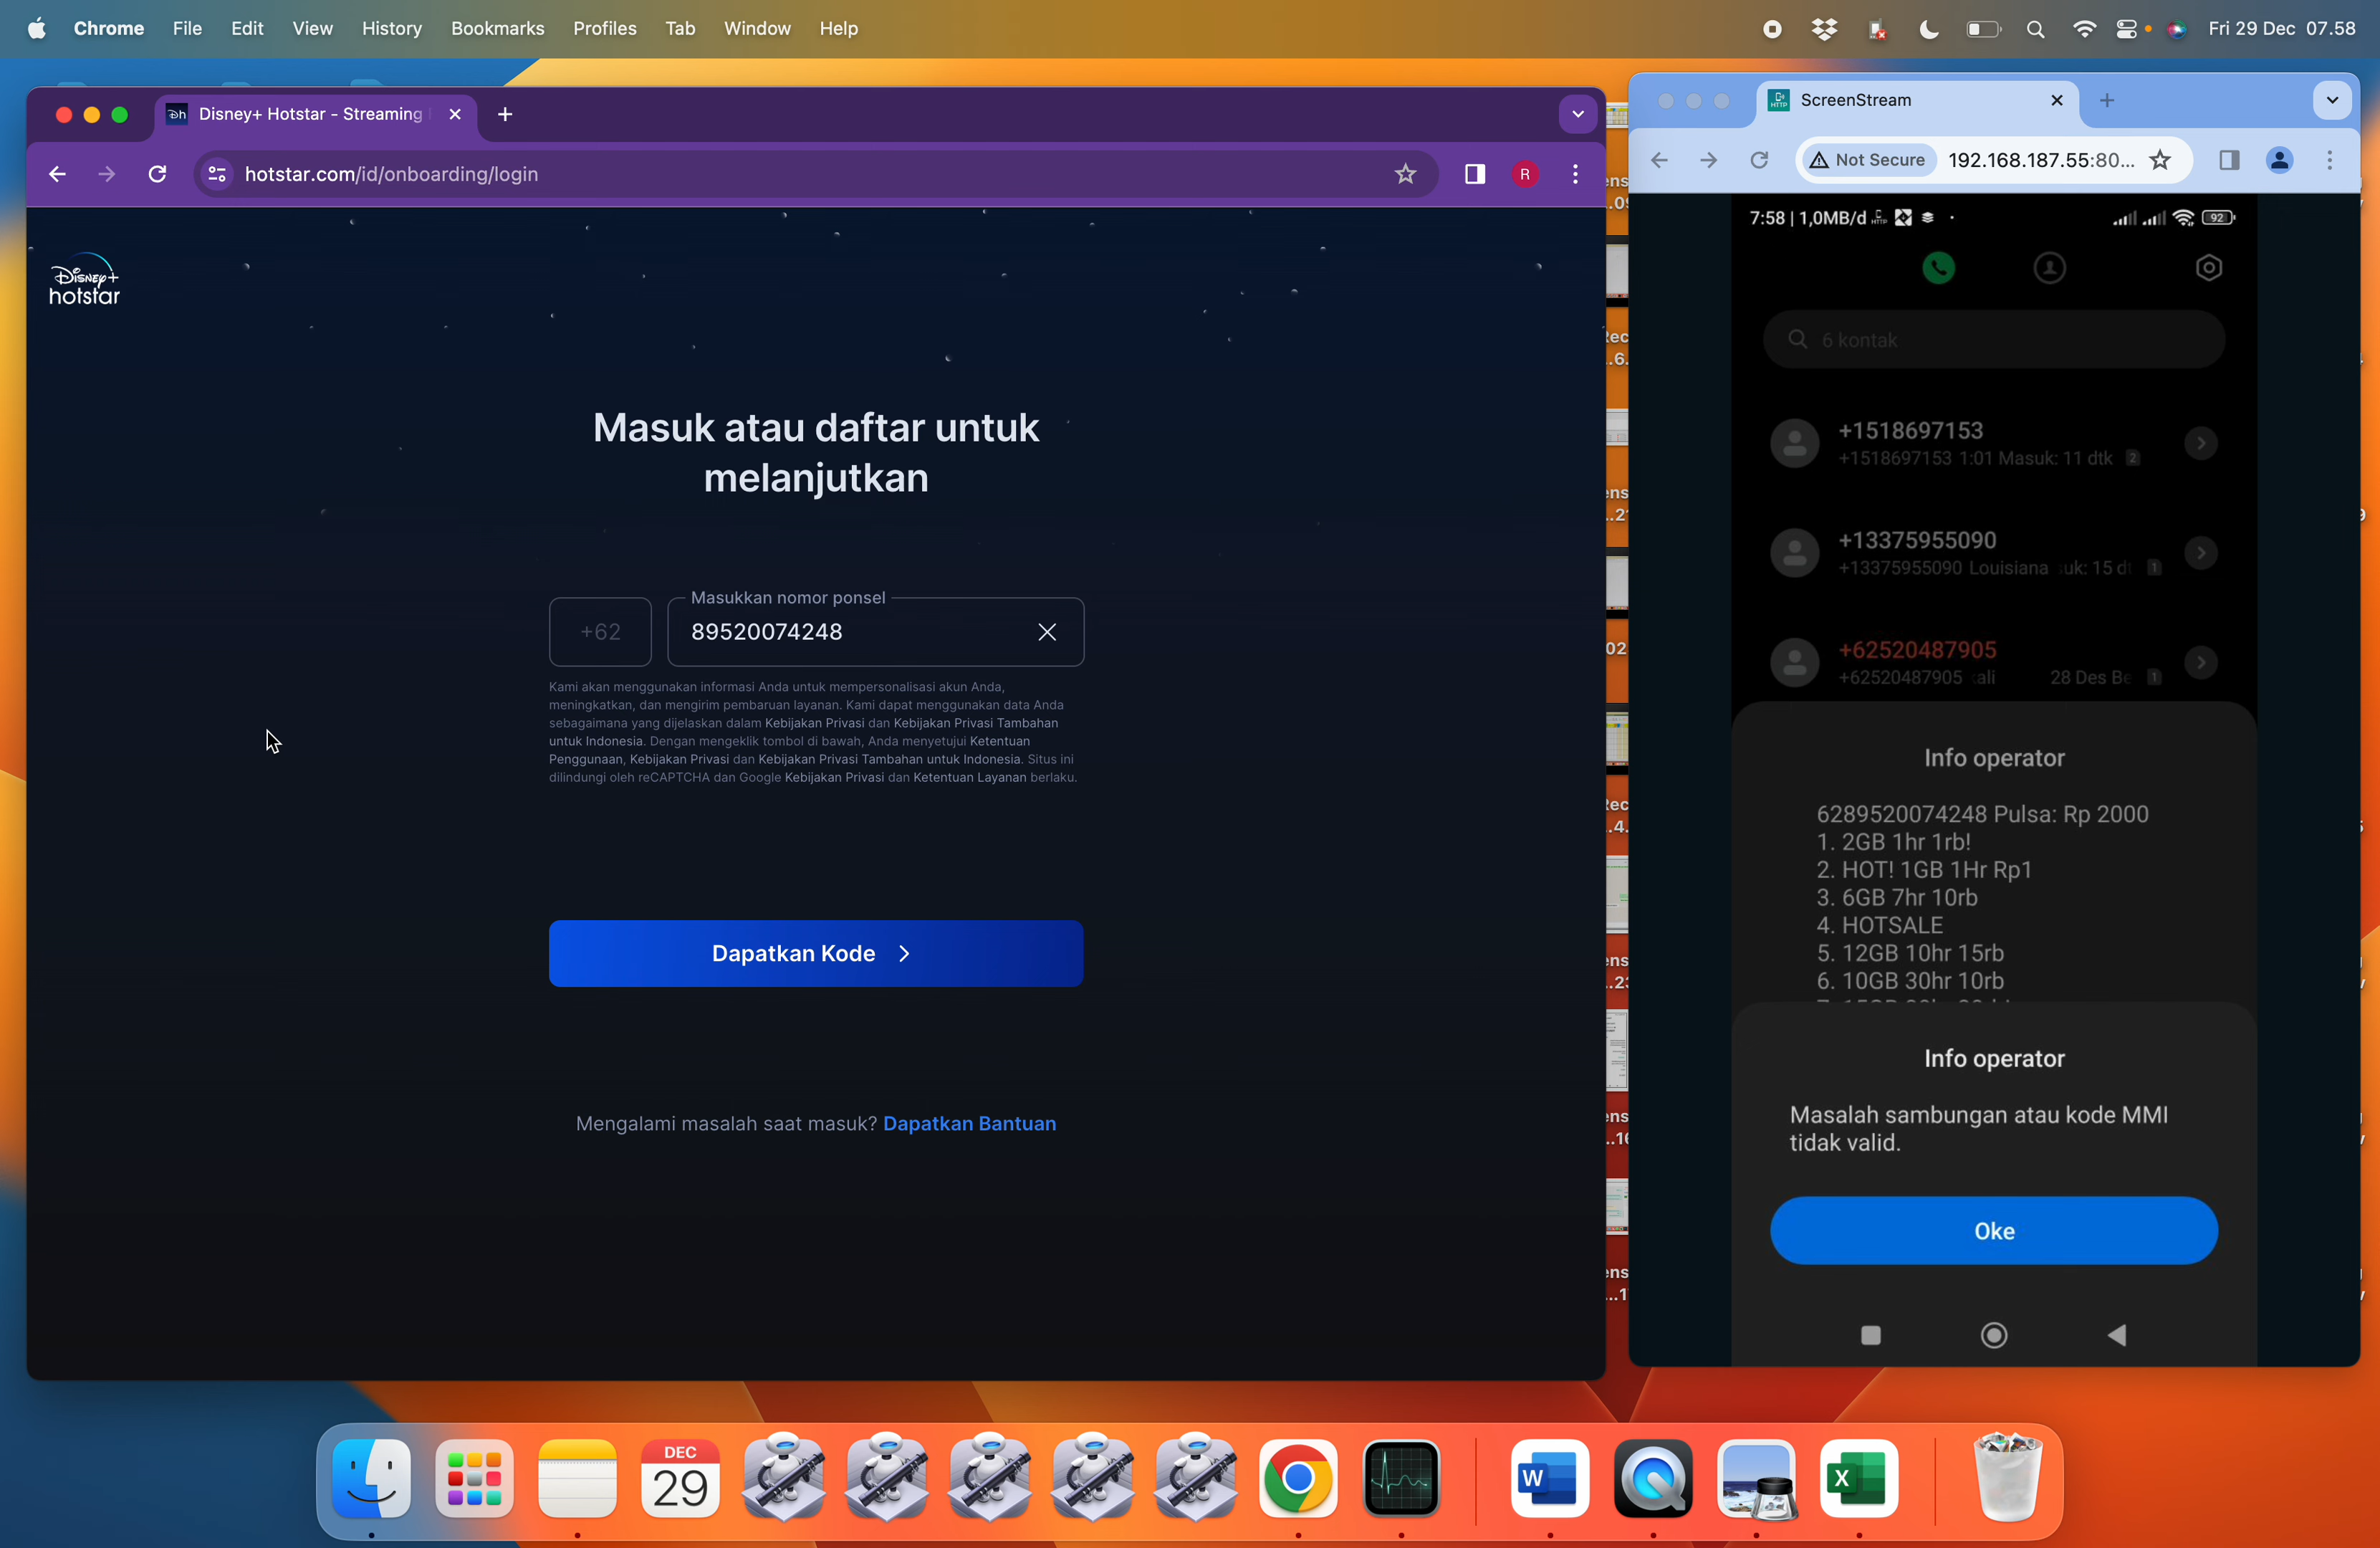 Chrome File Edit View History Bookmarks Profiles Tab Window Help
Fri 29 Dec 07.58
Disney+ Hotstar - Streaming
hotstar.com/id/onboarding/login
R
Disney+
hotstar
Masuk atau daftar untuk
melanjutkan
Masukkan nomor ponsel
+62
89520074248
Kami akan menggunakan informasi Anda untuk mempersonalisasi akun Anda,
meningkatkan, dan mengirim pembaruan layanan. Kami dapat menggunakan data Anda
sebagaimana yang dijelaskan dalam Kebijakan Privasi dan Kebijakan Privasi Tambahan
untuk Indonesia. Dengan mengeklik tombol di bawah, Anda menyetujui Ketentuan
Penggunaan, Kebijakan Privasi dan Kebijakan Privasi Tambahan untuk Indonesia. Situs ini
dilindungi oleh reCAPTCHA dan Google Kebijakan Privasi dan Ketentuan Layanan berlaku.
Dapatkan Kode
Mengalami masalah saat masuk? Dapatkan Bantuan
ScreenStream
Not Secure
192.168.187.55:80...
7:58 | 1,0MB/d
92
6 kontak
+1518697153
+1518697153 1:01 Masuk: 11 dtk 2
+13375955090
+13375955090 Louisiana uk: 15 dt 1
+62520487905
+62520487905 ali 28 Des Be 1
Info operator
6289520074248 Pulsa: Rp 2000
1. 2GB 1hr 1rb!
2. HOT! 1GB 1Hr Rp1
3. 6GB 7hr 10rb
4. HOTSALE
5. 12GB 10hr 15rb
6. 10GB 30hr 10rb
Info operator
Masalah sambungan atau kode MMI
tidak valid.
Oke
DEC
29
W
X